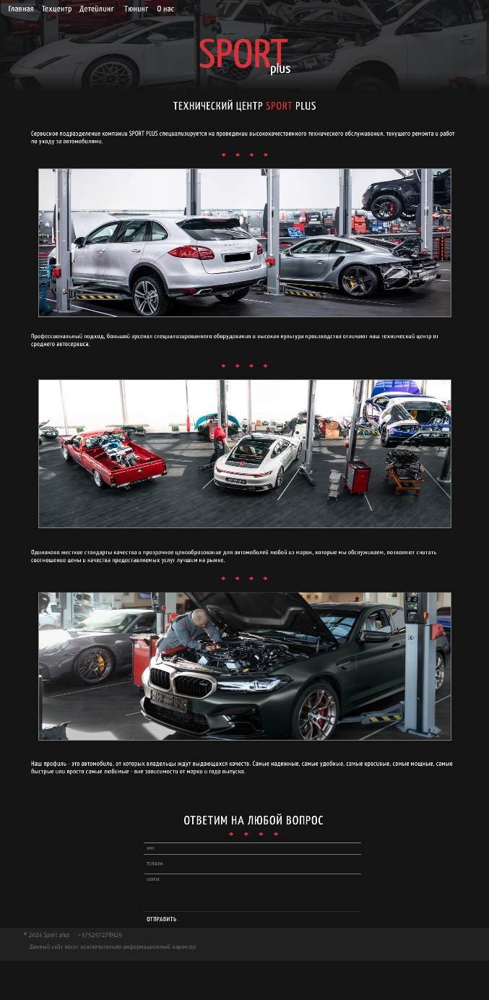 Главная Техцентр Детейлинг Тюнинг О нас
SPORT
plus
ТЕХНИЧЕСКИЙ ЦЕНТР SPORT PLUS
Сервисное подразделение компании SPORT PLUS специализируется на проведении высококачественного технического обслуживания, текущего ремонта и работ
по уходу за автомобилями.
Профессиональный подход, большой арсенал специализированного оборудования и высокая культура производства отличают наш технический центр от
среднего автосервиса.
Одинаково жесткие стандарты качества и прозрачное ценообразование для автомобилей любой из марок, которые мы обслуживаем, позволяют считать
соотношение цены и качества предоставляемых услуг лучшим на рынке.
Наш профиль - это автомобили, от которых владельцы ждут выдающихся качеств. Самые надежные, самые удобные, самые красивые, самые мощные, самые
быстрые или просто самые любимые - вне зависимости от марки и года выпуска.
ОТВЕТИМ НА ЛЮБОЙ ВОПРОС
ИМЯ
ТЕЛЕФОН
ВОПРОС
ОТПРАВИТЬ
© 2024 Sport plus +375297278929
Данный сайт носит исключительно информационный характер